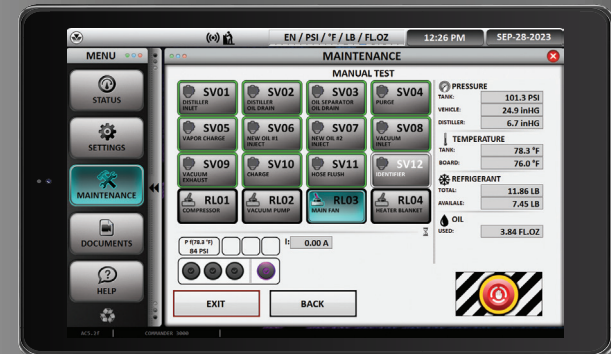 EN / PSI / °F / LB / FL.OZ 12:26 PM SEP-28-2023
MENU
MAINTENANCE
STATUS
SETTINGS
MAINTENANCE
DOCUMENTS
HELP
MANUAL TEST
SV01 DISTILLER INLET
SV02 DISTILLER OIL DRAIN
SV03 OIL SEPARATOR OIL DRAIN
SV04 PURGE
SV05 VAPOR CHARGE
SV06 NEW OIL #1 INJECT
SV07 NEW OIL #2 INJECT
SV08 VACUUM INLET
SV09 VACUUM EXHAUST
SV10 CHARGE
SV11 HOSE FLUSH
SV12 IDENTIFIER
RL01 COMPRESSOR
RL02 VACUUM PUMP
RL03 MAIN FAN
RL04 HEATER BLANKET
P f(78.3 °F)
84 PSI
I: 0.00 A
EXIT
BACK
PRESSURE
TANK: 101.3 PSI
VEHICLE: 24.9 inHG
DISTILLER: 6.7 inHG
TEMPERATURE
TANK: 78.3 °F
BOARD: 76.0 °F
REFRIGERANT
TOTAL: 11.86 LB
AVAILALE: 7.45 LB
OIL
USED: 3.84 FL.OZ
AC5.2F
COMMANDER 3000